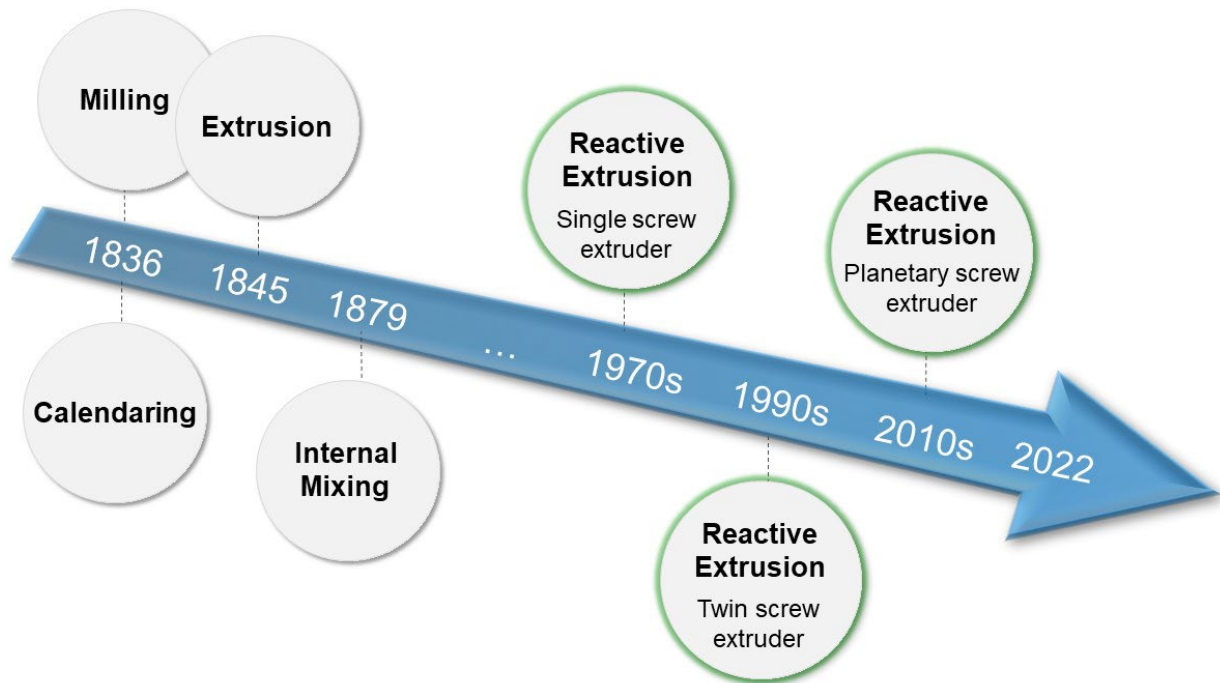 Milling
Extrusion
Reactive
Extrusion
Single screw
extruder
Reactive
Extrusion
Planetary screw
extruder
1836
1845
1879
...
1970s
1990s
2010s
2022
Calendaring
Internal
Mixing
Reactive
Extrusion
Twin screw
extruder